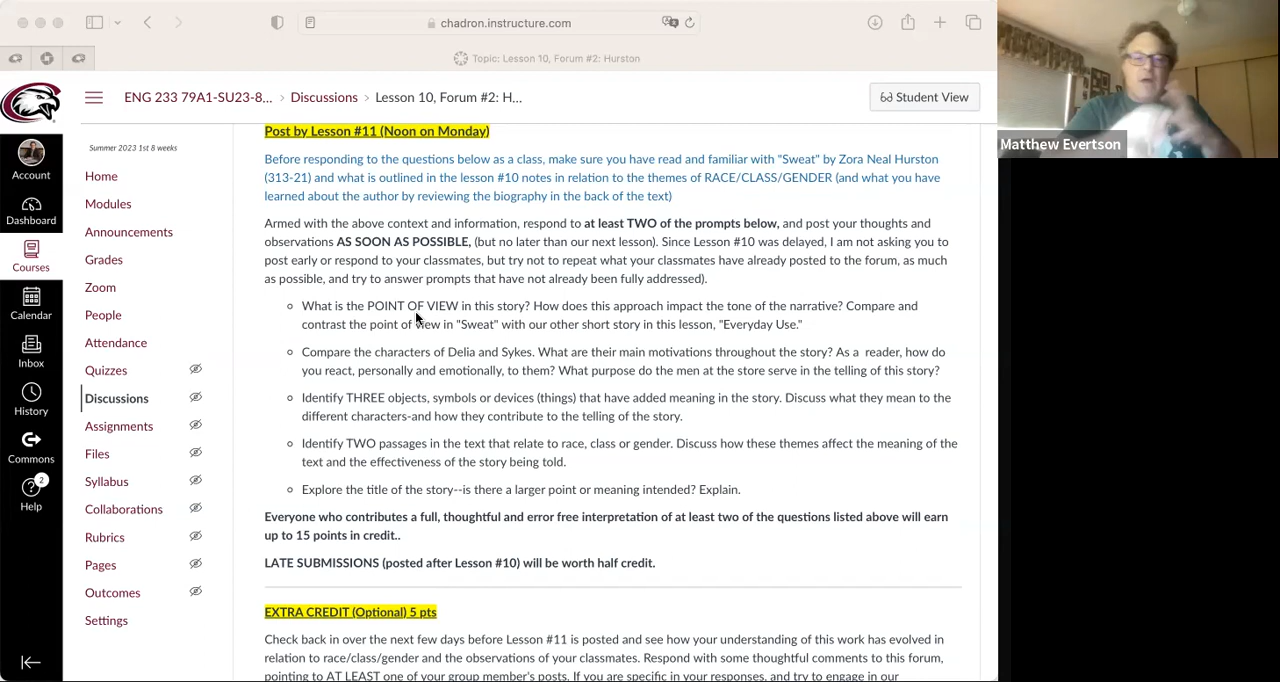 chadron.instructure.com
Topic: Lesson 10, Forum #2: Hurston
ENG 233 79A1-SU23-8... > Discussions > Lesson 10, Forum #2: H...
Student View
Matthew Evertson
Account
Dashboard
Courses
Calendar
Inbox
History
Commons
2
Help
Summer 2023 1st 8 weeks
Home
Modules
Announcements
Grades
Zoom
People
Attendance
Quizzes
Discussions
Assignments
Files
Syllabus
Collaborations
Rubrics
Pages
Outcomes
Settings
Post by Lesson #11 (Noon on Monday)
Before responding to the questions below as a class, make sure you have read and familiar with "Sweat" by Zora Neal Hurston
(313-21) and what is outlined in the lesson #10 notes in relation to the themes of RACE/CLASS/GENDER (and what you have
learned about the author by reviewing the biography in the back of the text)
Armed with the above context and information, respond to at least TWO of the prompts below, and post your thoughts and
observations AS SOON AS POSSIBLE, (but no later than our next lesson). Since Lesson #10 was delayed, I am not asking you to
post early or respond to your classmates, but try not to repeat what your classmates have already posted to the forum, as much
as possible, and try to answer prompts that have not already been fully addressed).
What is the POINT OF VIEW in this story? How does this approach impact the tone of the narrative? Compare and
contrast the point of view in "Sweat" with our other short story in this lesson, "Everyday Use."
Compare the characters of Delia and Sykes. What are their main motivations throughout the story? As a reader, how do
you react, personally and emotionally, to them? What purpose do the men at the store serve in the telling of this story?
Identify THREE objects, symbols or devices (things) that have added meaning in the story. Discuss what they mean to the
different characters-and how they contribute to the telling of the story.
Identify TWO passages in the text that relate to race, class or gender. Discuss how these themes affect the meaning of the
text and the effectiveness of the story being told.
Explore the title of the story--is there a larger point or meaning intended? Explain.
Everyone who contributes a full, thoughtful and error free interpretation of at least two of the questions listed above will earn
up to 15 points in credit..
LATE SUBMISSIONS (posted after Lesson #10) will be worth half credit.
EXTRA CREDIT (Optional) 5 pts
Check back in over the next few days before Lesson #11 is posted and see how your understanding of this work has evolved in
relation to race/class/gender and the observations of your classmates. Respond with some thoughtful comments to this forum,
pointing to AT LEAST one of your group member's posts. If you are specific in your responses, and try to engage in our